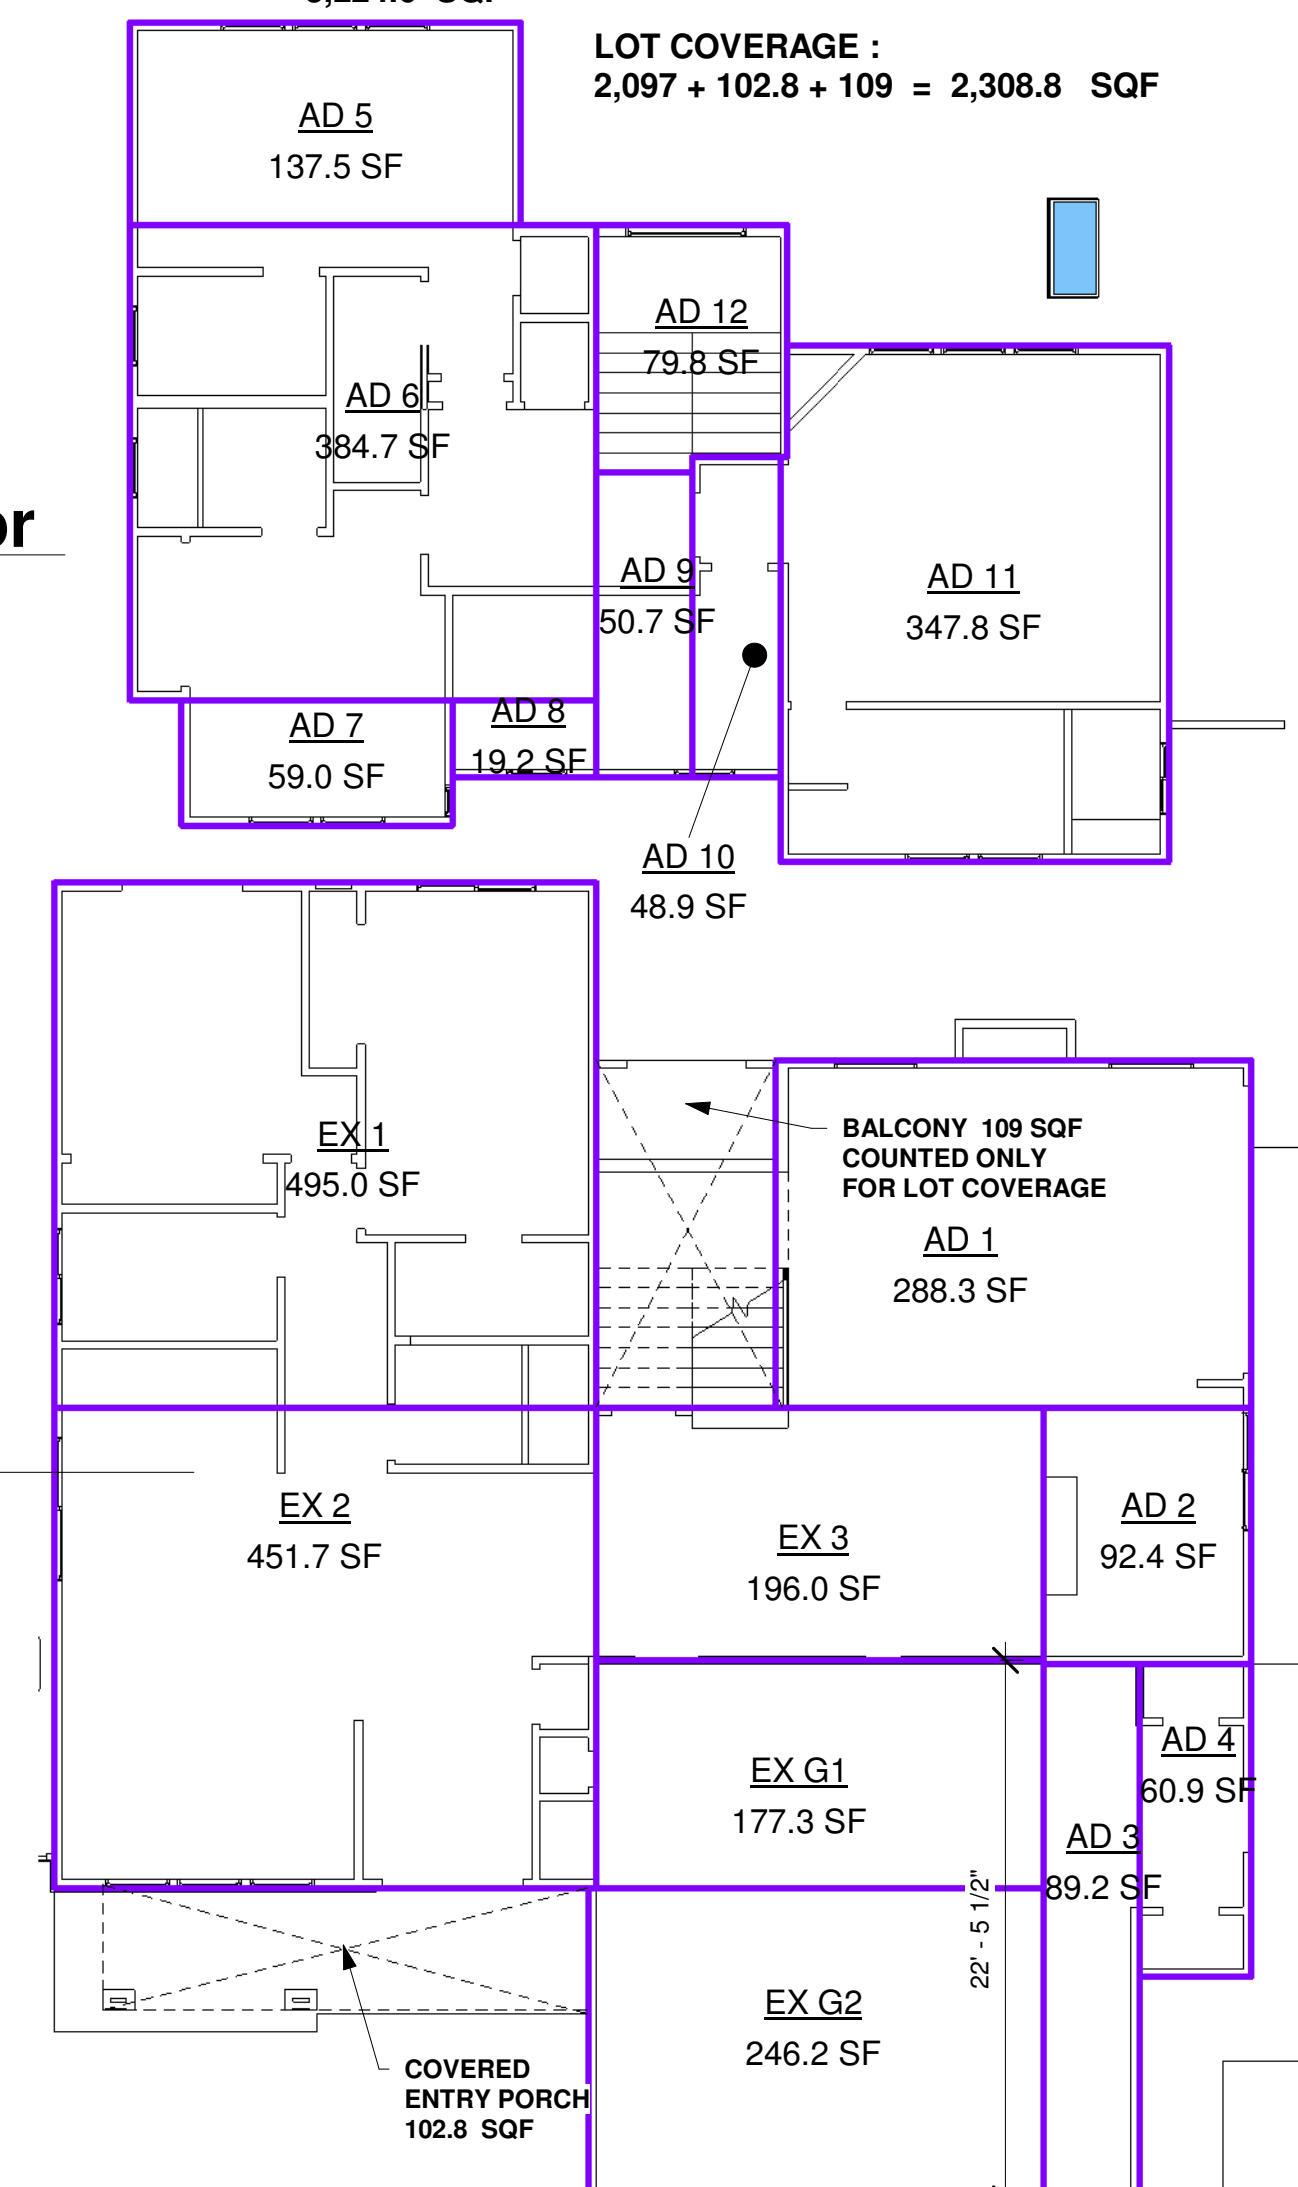 LOT COVERAGE :
2,097 + 102.8 + 109 = 2,308.8 SQF
AD 5
137.5 SF
AD 12
79.8 SF
AD 6
384.7 SF
or
AD 9
50.7 SF
AD 11
347.8 SF
AD 8
19.2 SF
AD 7
59.0 SF
AD 10
48.9 SF
BALCONY 109 SQF
COUNTED ONLY
FOR LOT COVERAGE
EX 1
495.0 SF
AD 1
288.3 SF
EX 2
451.7 SF
EX 3
196.0 SF
AD 2
92.4 SF
AD 4
60.9 SF
EX G1
177.3 SF
AD 3
89.2 SF
22' - 5 1/2"
EX G2
246.2 SF
COVERED
ENTRY PORCH
102.8 SQF